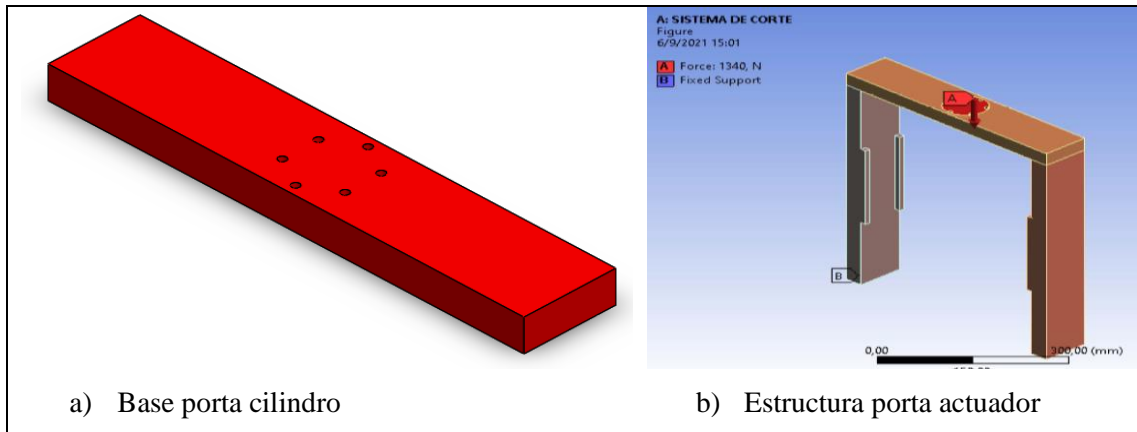 A: SISTEMA DE CORTE
Figure
6/9/2021 15:01
A Force: 1340, N
B Fixed Support
A
B
0,00 300,00 (mm)
a) Base porta cilindro
b) Estructura porta actuador